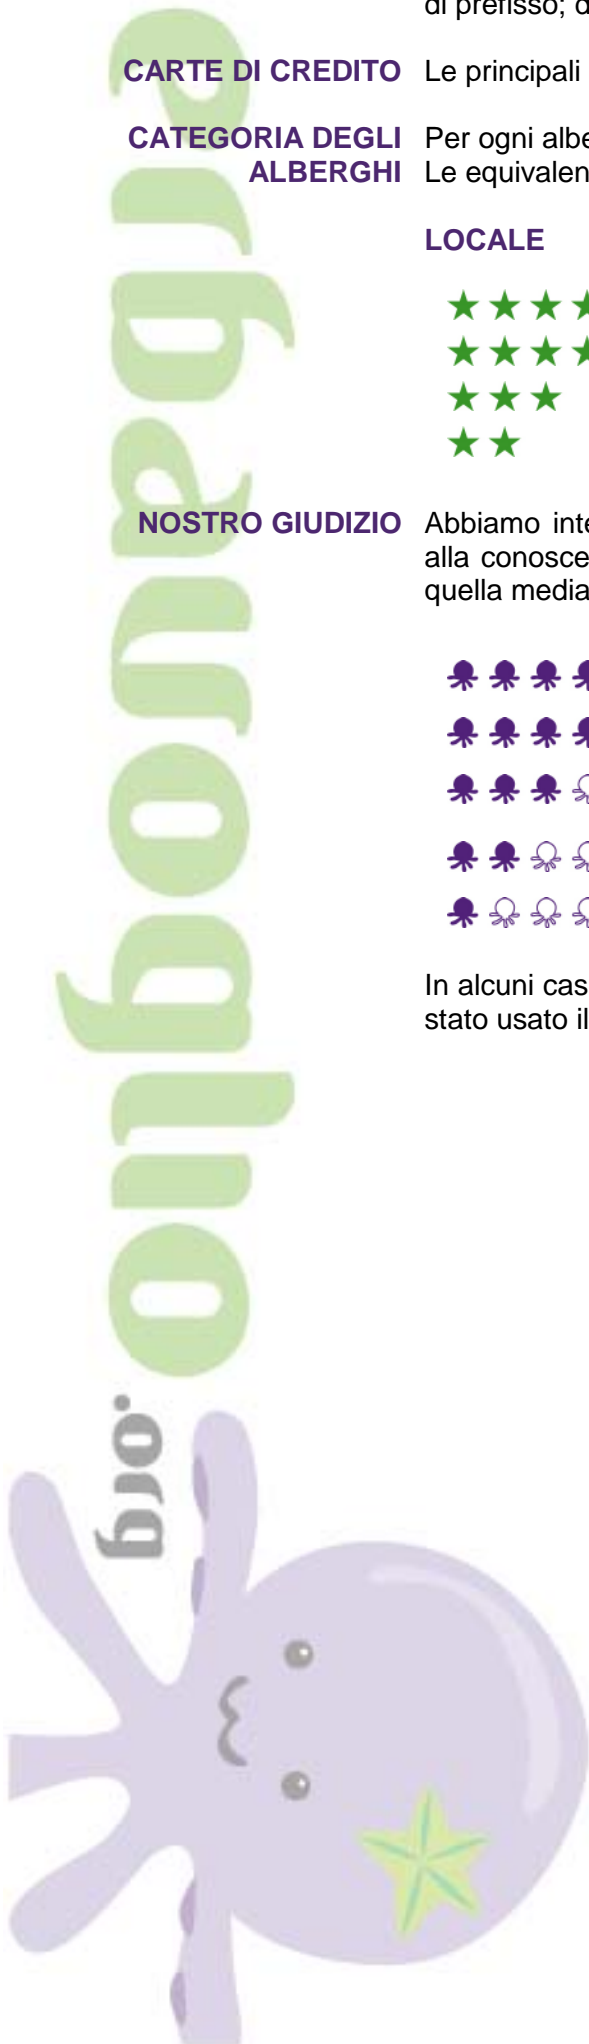 di prefisso; d
CARTE DI CREDITO Le principali
CATEGORIA DEGLI ALBERGHI Per ogni albe
Le equivalen
LOCALE
NOSTRO GIUDIZIO Abbiamo inte
alla conosce
quella media
In alcuni cas
stato usato il
arbauroglio
.org